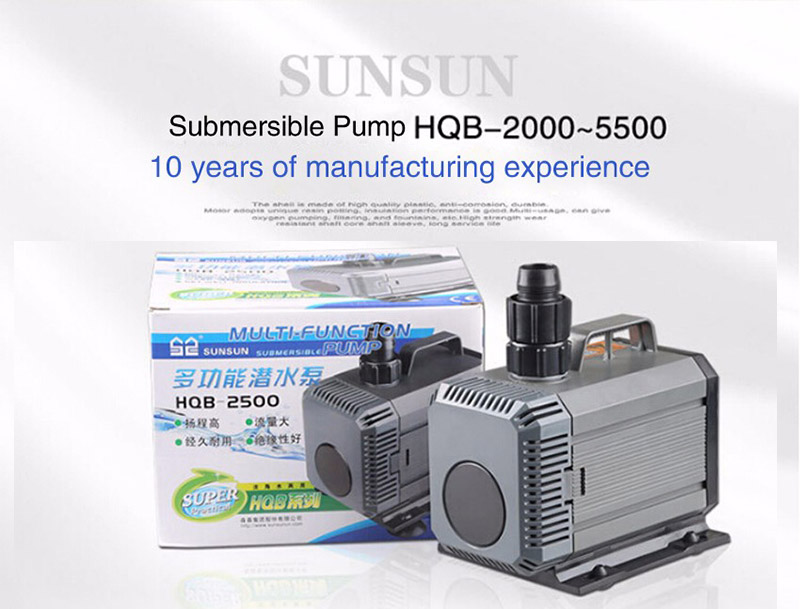 SUNSUN
Submersible Pump HQB-2000~5500
10 years of manufacturing experience
The shell is made of high quality plastic, anti-corrosion, durable.
Motor adopts unique resin potting, insulation performance is good.Multi-usage, can give
oxygen pumping, filtering, and fountains, etc.High strength wear
resistant shaft core shaft sleeve, long service life
HQB-2500
SUNSUN
MULTI-FUNCTION
SUBMERSIBLE PUMP
多功能潜水泵
HQB-2500
扬程高 流量大
经久耐用 绝缘性好
SUPER
Practical
HQB系列